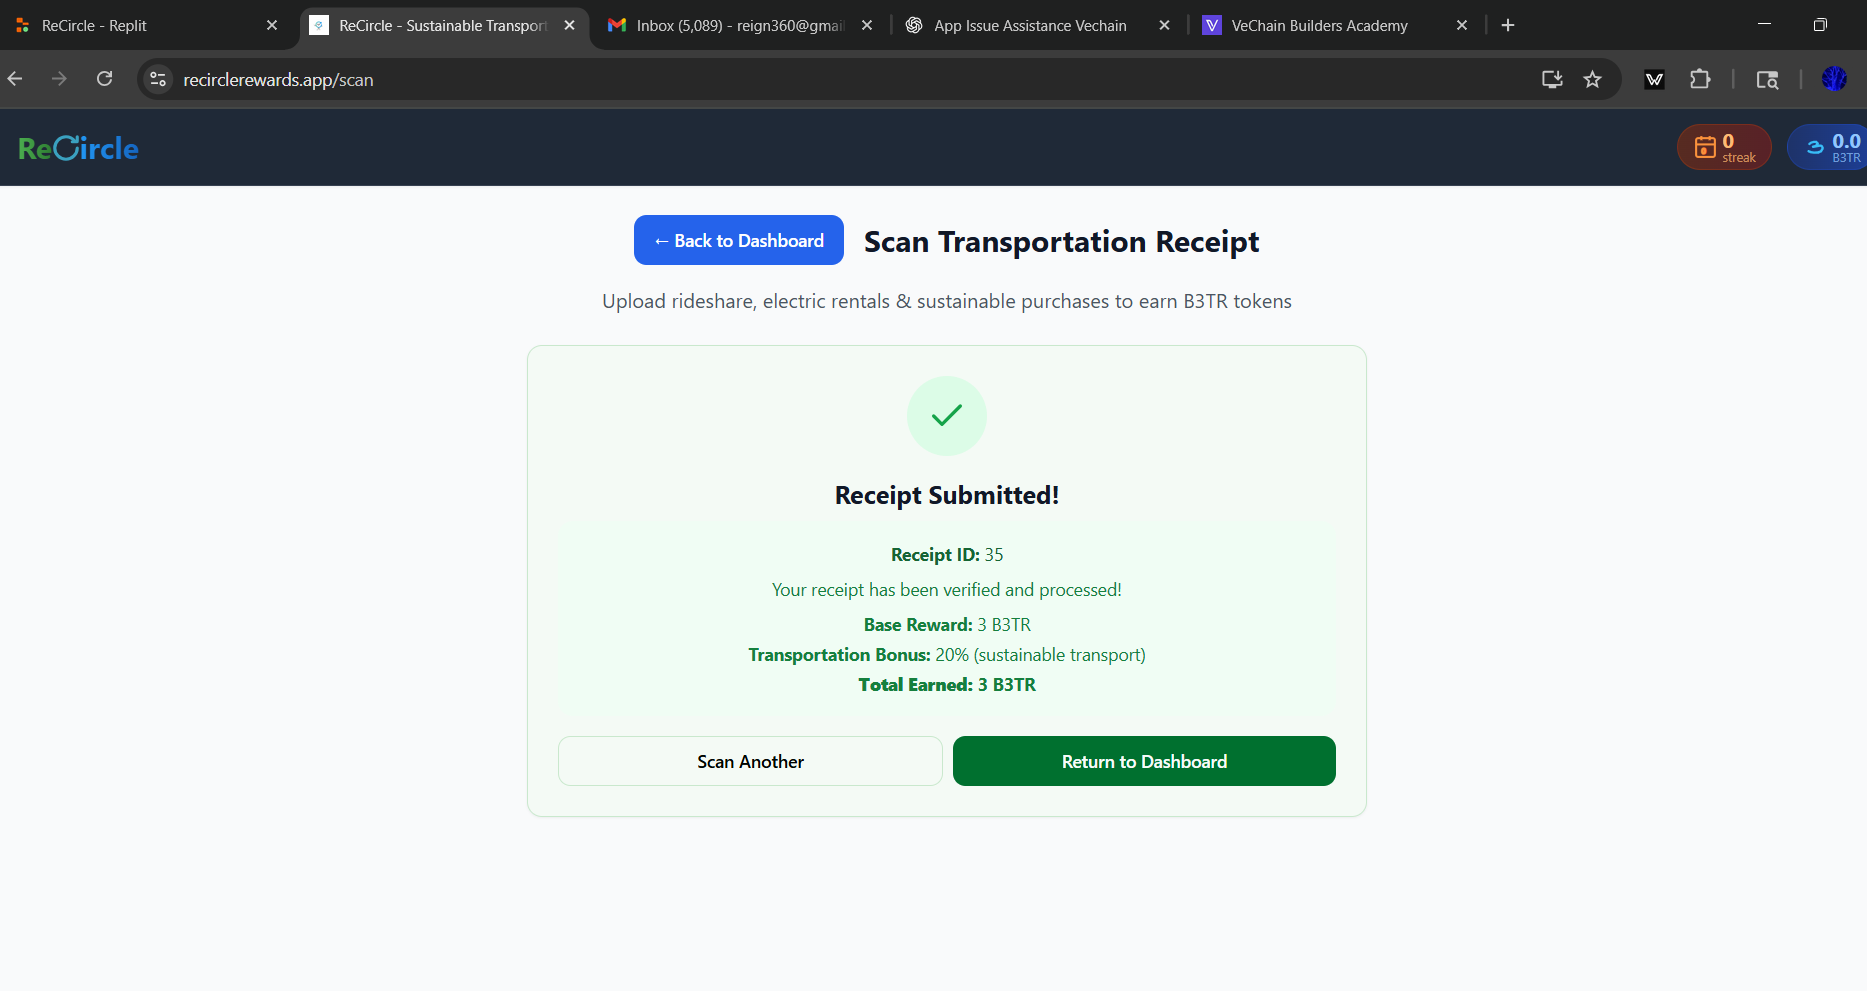 ReCircle - Replit
ReCircle - Sustainable Transport
Inbox (5,089) - reign360@gmai
App Issue Assistance Vechain
VeChain Builders Academy
recirclerewards.app/scan
ReCircle
0
streak
0.0
B3TR
← Back to Dashboard
Scan Transportation Receipt
Upload rideshare, electric rentals & sustainable purchases to earn B3TR tokens
Receipt Submitted!
Receipt ID: 35
Your receipt has been verified and processed!
Base Reward: 3 B3TR
Transportation Bonus: 20% (sustainable transport)
Total Earned: 3 B3TR
Scan Another
Return to Dashboard